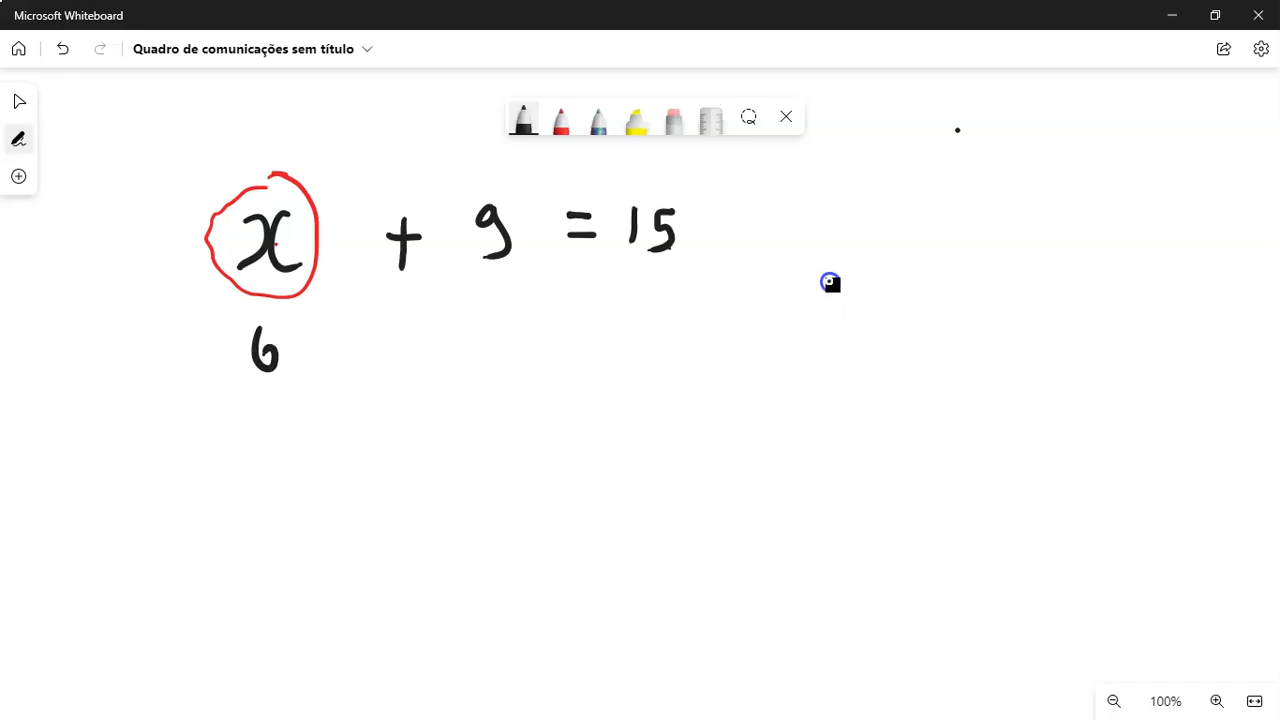 Microsoft Whiteboard
Quadro de comunicações sem título
x + 9 = 15
6
100%